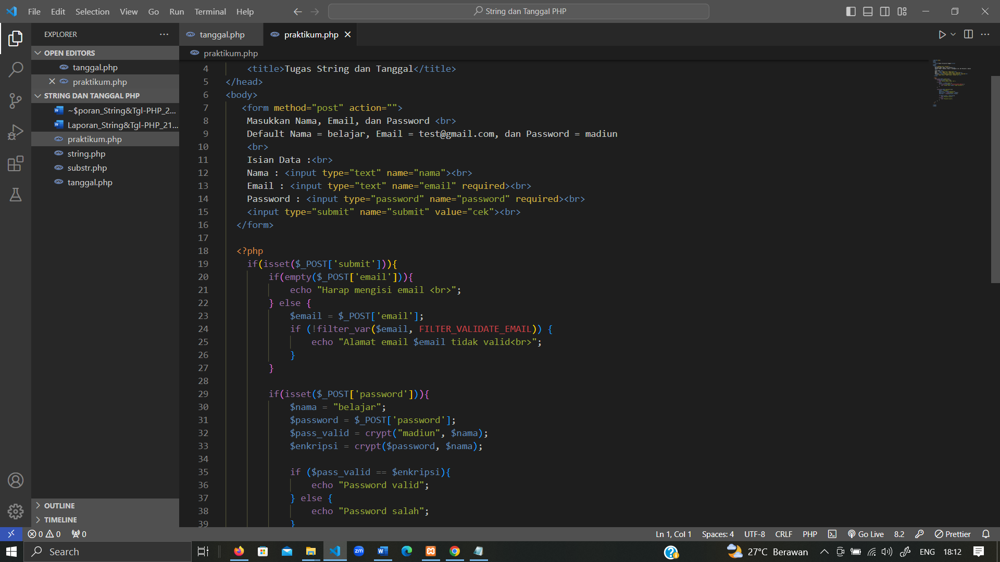 File Edit Selection View Go Run Terminal Help
String dan Tanggal PHP
EXPLORER
OPEN EDITORS
tanggal.php
praktikum.php
STRING DAN TANGGAL PHP
~$poran_String&Tgl-PHP_2...
Laporan_String&Tgl-PHP_21...
praktikum.php
string.php
substr.php
tanggal.php
OUTLINE
TIMELINE
tanggal.php praktikum.php
praktikum.php
4 <title>Tugas String dan Tanggal</title>
5 </head>
6 <body>
7 <form method="post" action="">
8 Masukkan Nama, Email, dan Password <br>
9 Default Nama = belajar, Email = test@gmail.com, dan Password = madiun
10 <br>
11 Isian Data :<br>
12 Nama : <input type="text" name="nama"><br>
13 Email : <input type="text" name="email" required><br>
14 Password : <input type="password" name="password" required><br>
15 <input type="submit" name="submit" value="cek"><br>
16 </form>
17
18 <?php
19 if(isset($_POST['submit'])){
20 if(empty($_POST['email'])){
21 echo "Harap mengisi email <br>";
22 } else {
23 $email = $_POST['email'];
24 if (!filter_var($email, FILTER_VALIDATE_EMAIL)) {
25 echo "Alamat email $email tidak valid<br>";
26 }
27 }
28
29 if(isset($_POST['password'])){
30 $nama = "belajar";
31 $password = $_POST['password'];
32 $pass_valid = crypt("madiun", $nama);
33 $enkripsi = crypt($password, $nama);
34
35 if ($pass_valid == $enkripsi){
36 echo "Password valid";
37 } else {
38 echo "Password salah";
39 }
0 0 0 Ln 1, Col 1 Spaces: 4 UTF-8 CRLF PHP Go Live 8.2 Prettier
Search zm 27°C Berawan ENG 18:12